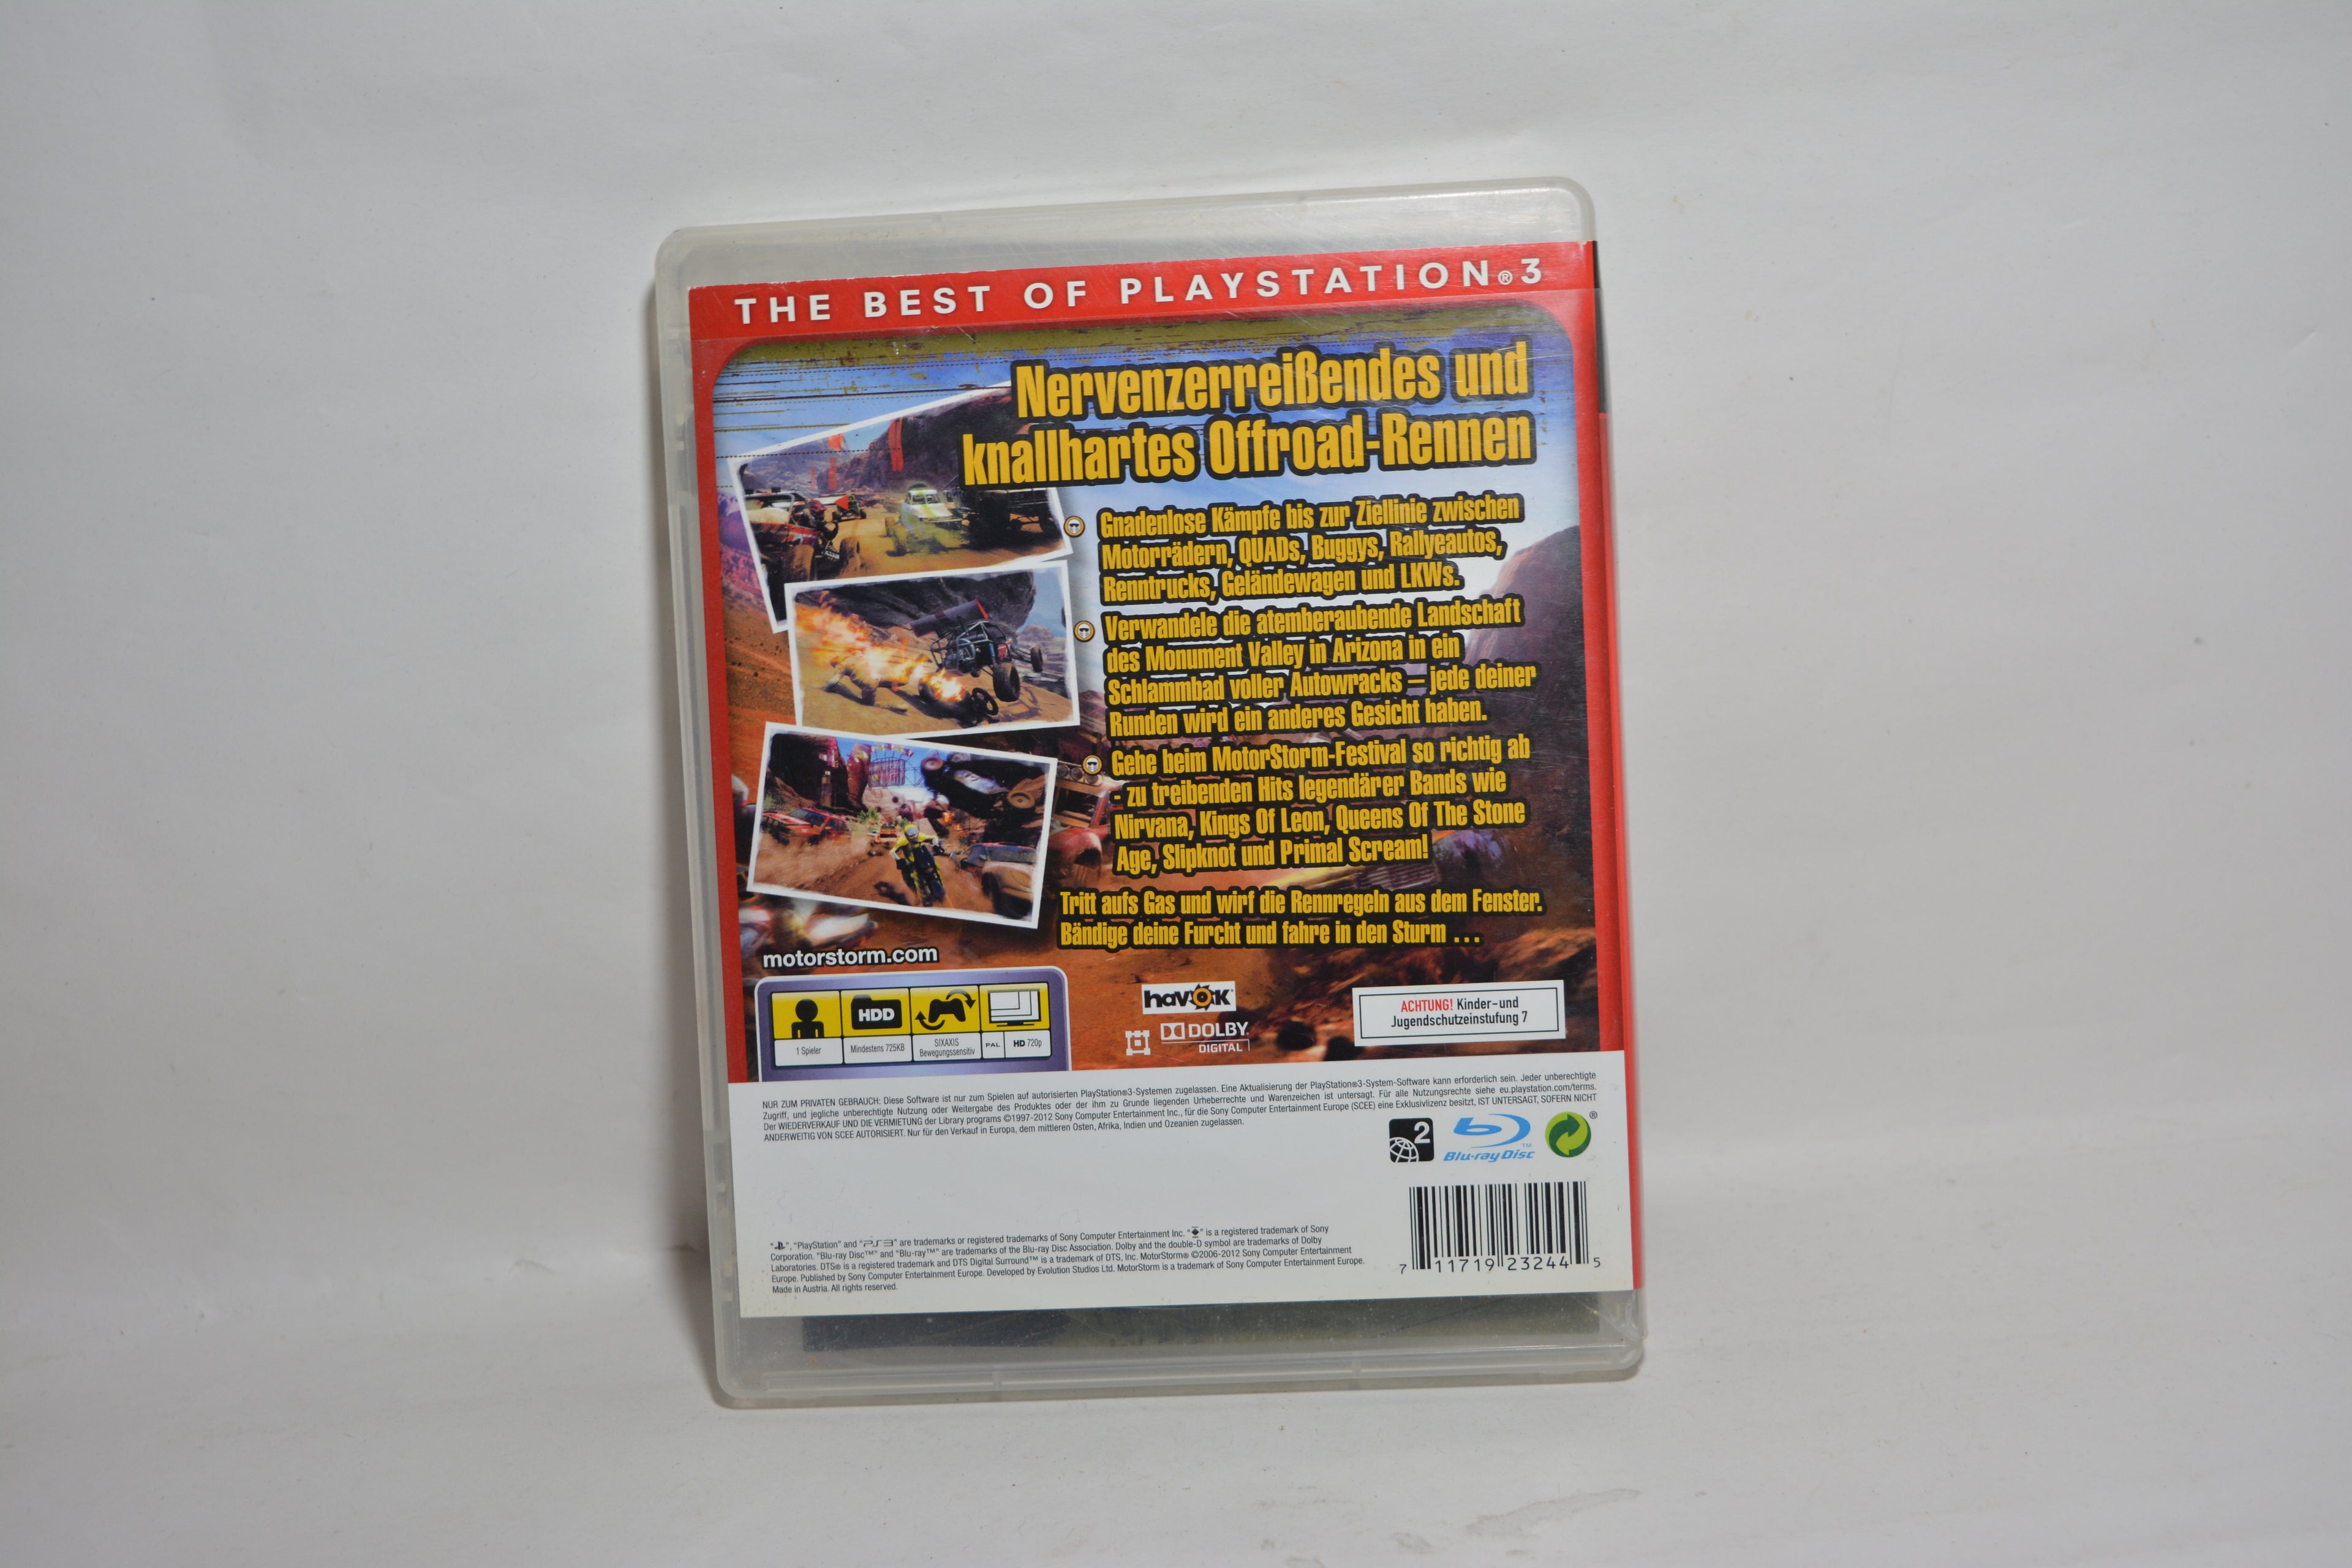 THE BEST OF PLAYSTATION®3
Nervenzerreißendes und
knallhartes Offroad-Rennen
Gnadenlose Kämpfe bis zur Ziellinie zwischen
Motorrädern, QUADs, Buggys, Rallyeautos,
Renntrucks, Geländewagen und LKWs.
Verwandele die atemberaubende Landschaft
des Monument Valley in Arizona in ein
Schlammbad voller Autowracks – jede deiner
Runden wird ein anderes Gesicht haben.
Gehe beim MotorStorm-Festival so richtig ab
- zu treibenden Hits legendärer Bands wie
Nirvana, Kings Of Leon, Queens Of The Stone
Age, Slipknot und Primal Scream!
Tritt aufs Gas und wirf die Rennregeln aus dem Fenster.
Bändige deine Furcht und fahre in den Sturm ...
motorstorm.com
HDD
1 Spieler
Mindestens 725KB
SIXAXIS
Bewegungssensitiv
PAL
HD 720p
havok
DOLBY
DIGITAL
ACHTUNG! Kinder-und
Jugendschutzeinstufung 7
NUR ZUM PRIVATEN GEBRAUCH: Diese Software ist nur zum Spielen auf autorisierten PlayStation®3-Systemen zugelassen. Eine Aktualisierung der PlayStation®3-System-Software kann erforderlich sein. Jeder unberechtigte
Zugriff, und jegliche unberechtigte Nutzung oder Weitergabe des Produktes oder der ihm zu Grunde liegenden Urheberrechte und Warenzeichen ist untersagt. Für alle Nutzungsrechte siehe eu.playstation.com/terms.
Der WIEDERVERKAUF UND DIE VERMIETUNG der Library programs ©1997-2012 Sony Computer Entertainment Inc., für die Sony Computer Entertainment Europe (SCEE) eine Exklusivlizenz besitzt, IST UNTERSAGT, SOFERN NICHT
ANDERWEITIG VON SCEE AUTORISIERT. Nur für den Verkauf in Europa, dem mittleren Osten, Afrika, Indien und Ozeanien zugelassen.
2
Blu-ray Disc™
®
"", "PlayStation" and "PS3" are trademarks or registered trademarks of Sony Computer Entertainment Inc. "" is a registered trademark of Sony
Corporation. "Blu-ray Disc™" and "Blu-ray™" are trademarks of the Blu-ray Disc Association. Dolby and the double-D symbol are trademarks of Dolby
Laboratories. DTS® is a registered trademark and DTS Digital Surround™ is a trademark of DTS, Inc. MotorStorm® ©2006-2012 Sony Computer Entertainment
Europe. Published by Sony Computer Entertainment Europe. Developed by Evolution Studios Ltd. MotorStorm is a trademark of Sony Computer Entertainment Europe.
Made in Austria. All rights reserved.
7 11719 23244 5